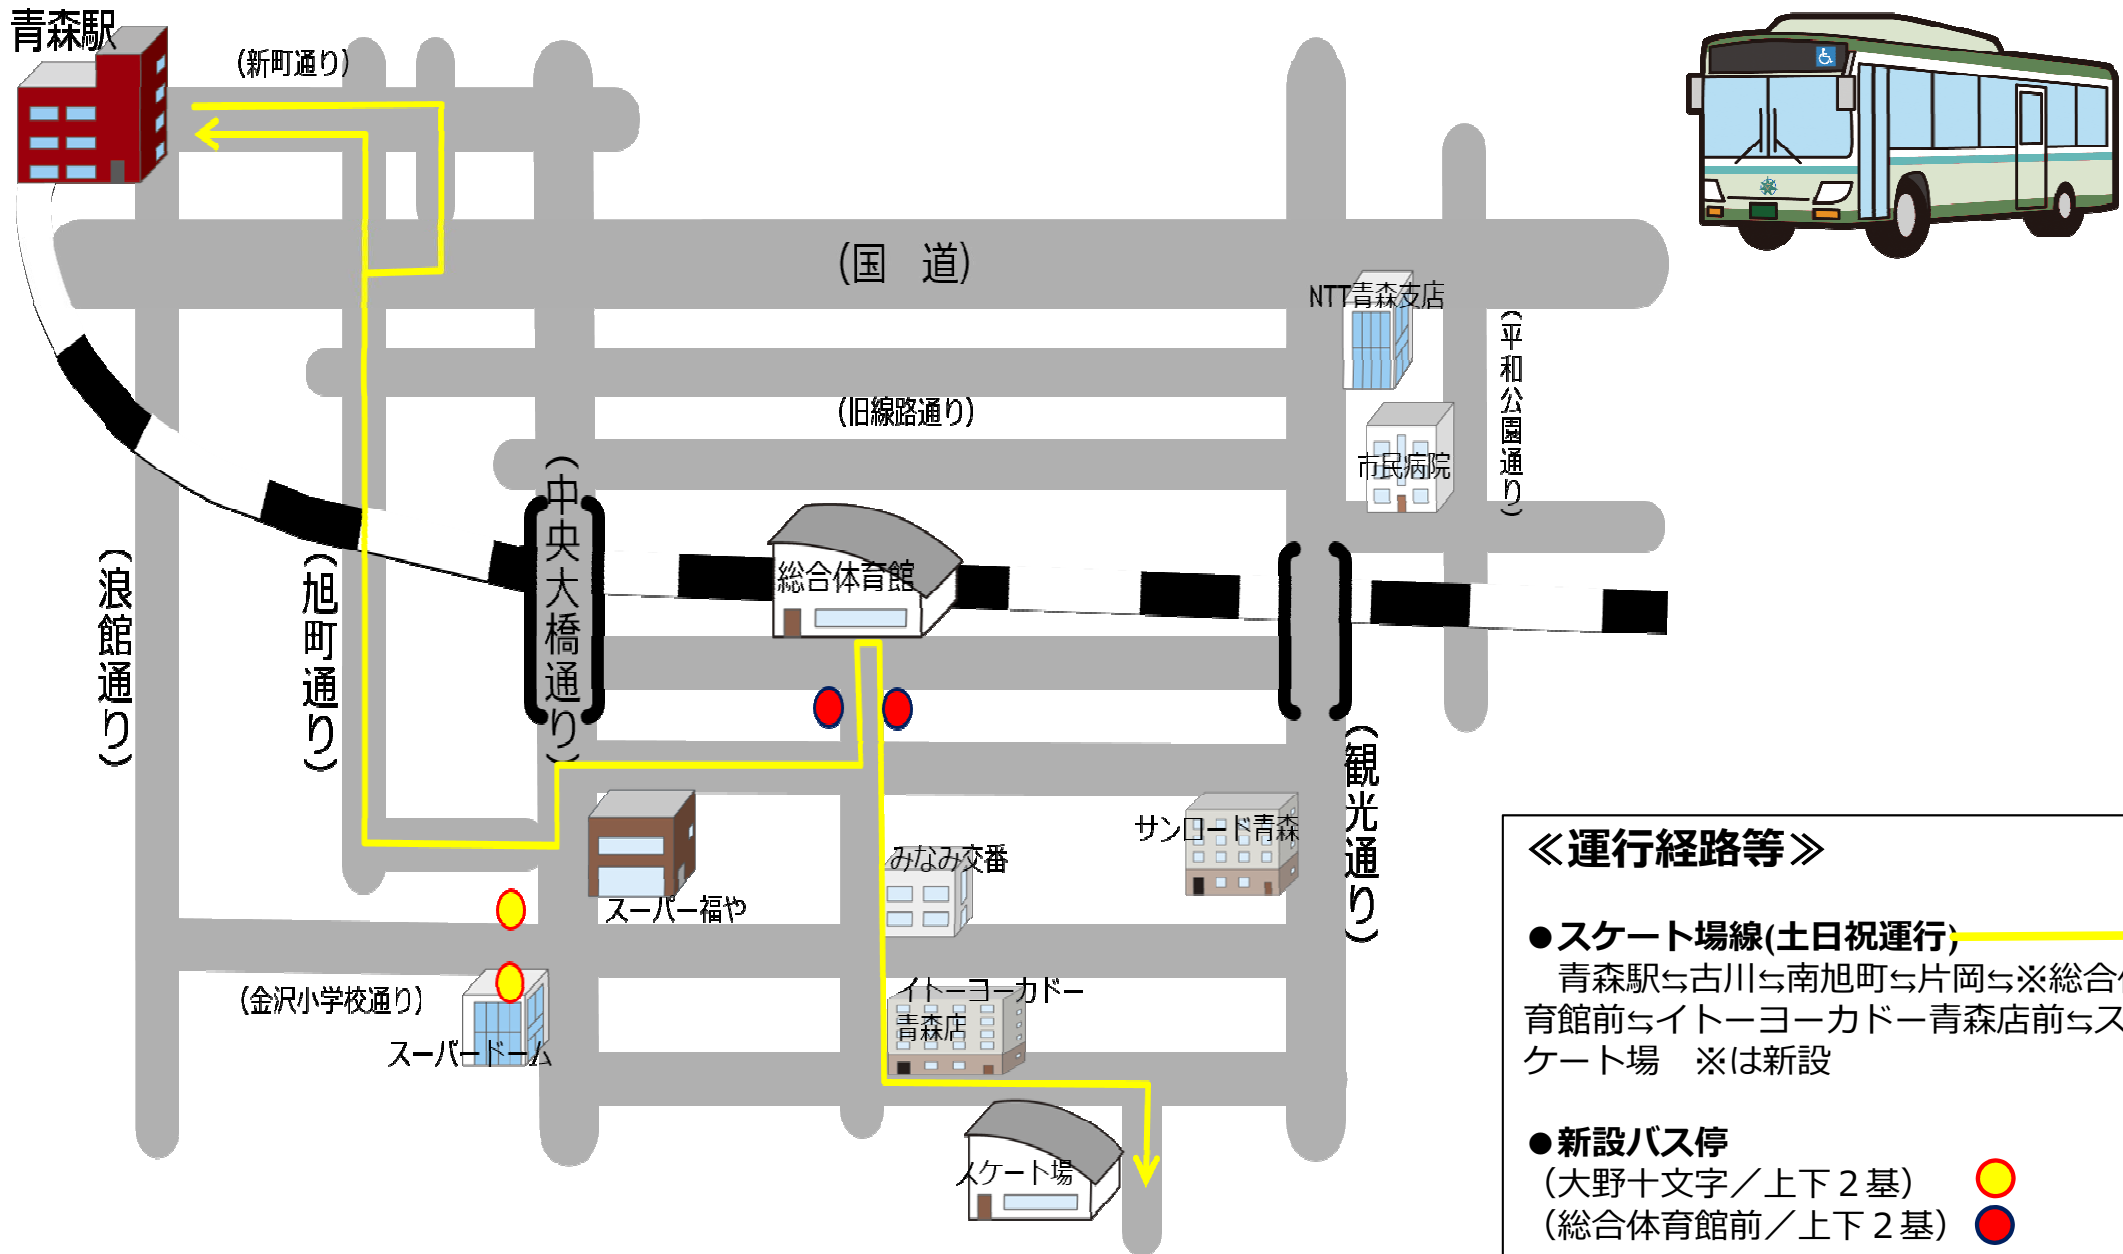 青森駅
(新町通り)
(国　道)
NTT青森支店
(平和公園通り)
(旧線路通り)
市民病院
(中央大橋通り)
総合体育館
(浪館通り)
(旭町通り)
(観光通り)
サンロード青森
みなみ交番
スーパー福や
(金沢小学校通り)
イトーヨーカドー
青森店
スーパードーム
スケート場
≪運行経路等≫
●スケート場線(土日祝運行)
青森駅⇆古川⇆南旭町⇆片岡⇆※総合体
育館前⇆イトーヨーカドー青森店前⇆ス
ケート場　※は新設
●新設バス停
（大野十文字／上下２基）
（総合体育館前／上下２基）